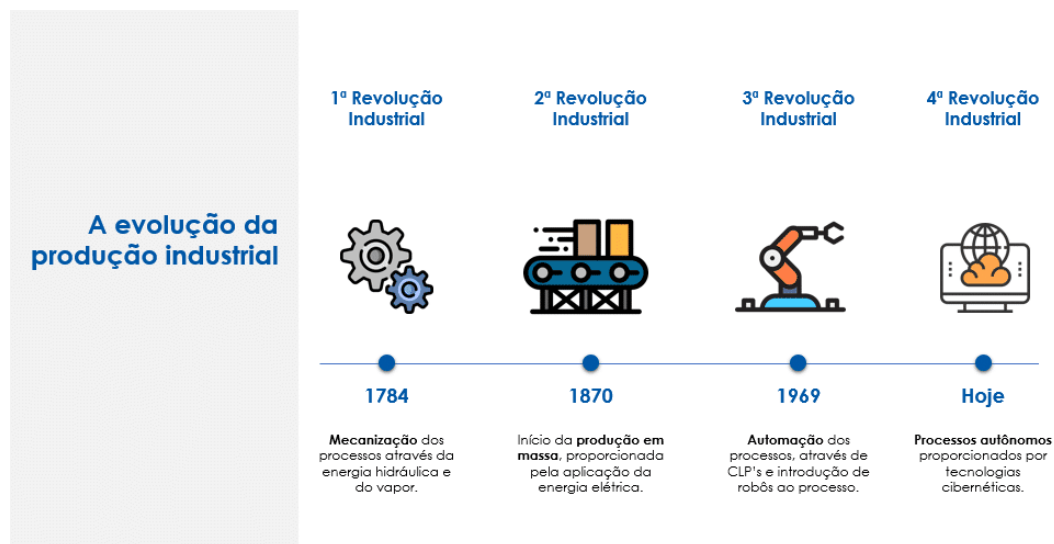 A evolução da
produção industrial
1ª Revolução
Industrial
2ª Revolução
Industrial
3ª Revolução
Industrial
4ª Revolução
Industrial
1784
1870
1969
Hoje
Mecanização dos
processos através da
energia hidráulica e
do vapor.
Início da produção em
massa, proporcionada
pela aplicação da
energia elétrica.
Automação dos
processos, através de
CLP's e introdução de
robôs ao processo.
Processos autônomos
proporcionados por
tecnologias
cibernéticas.